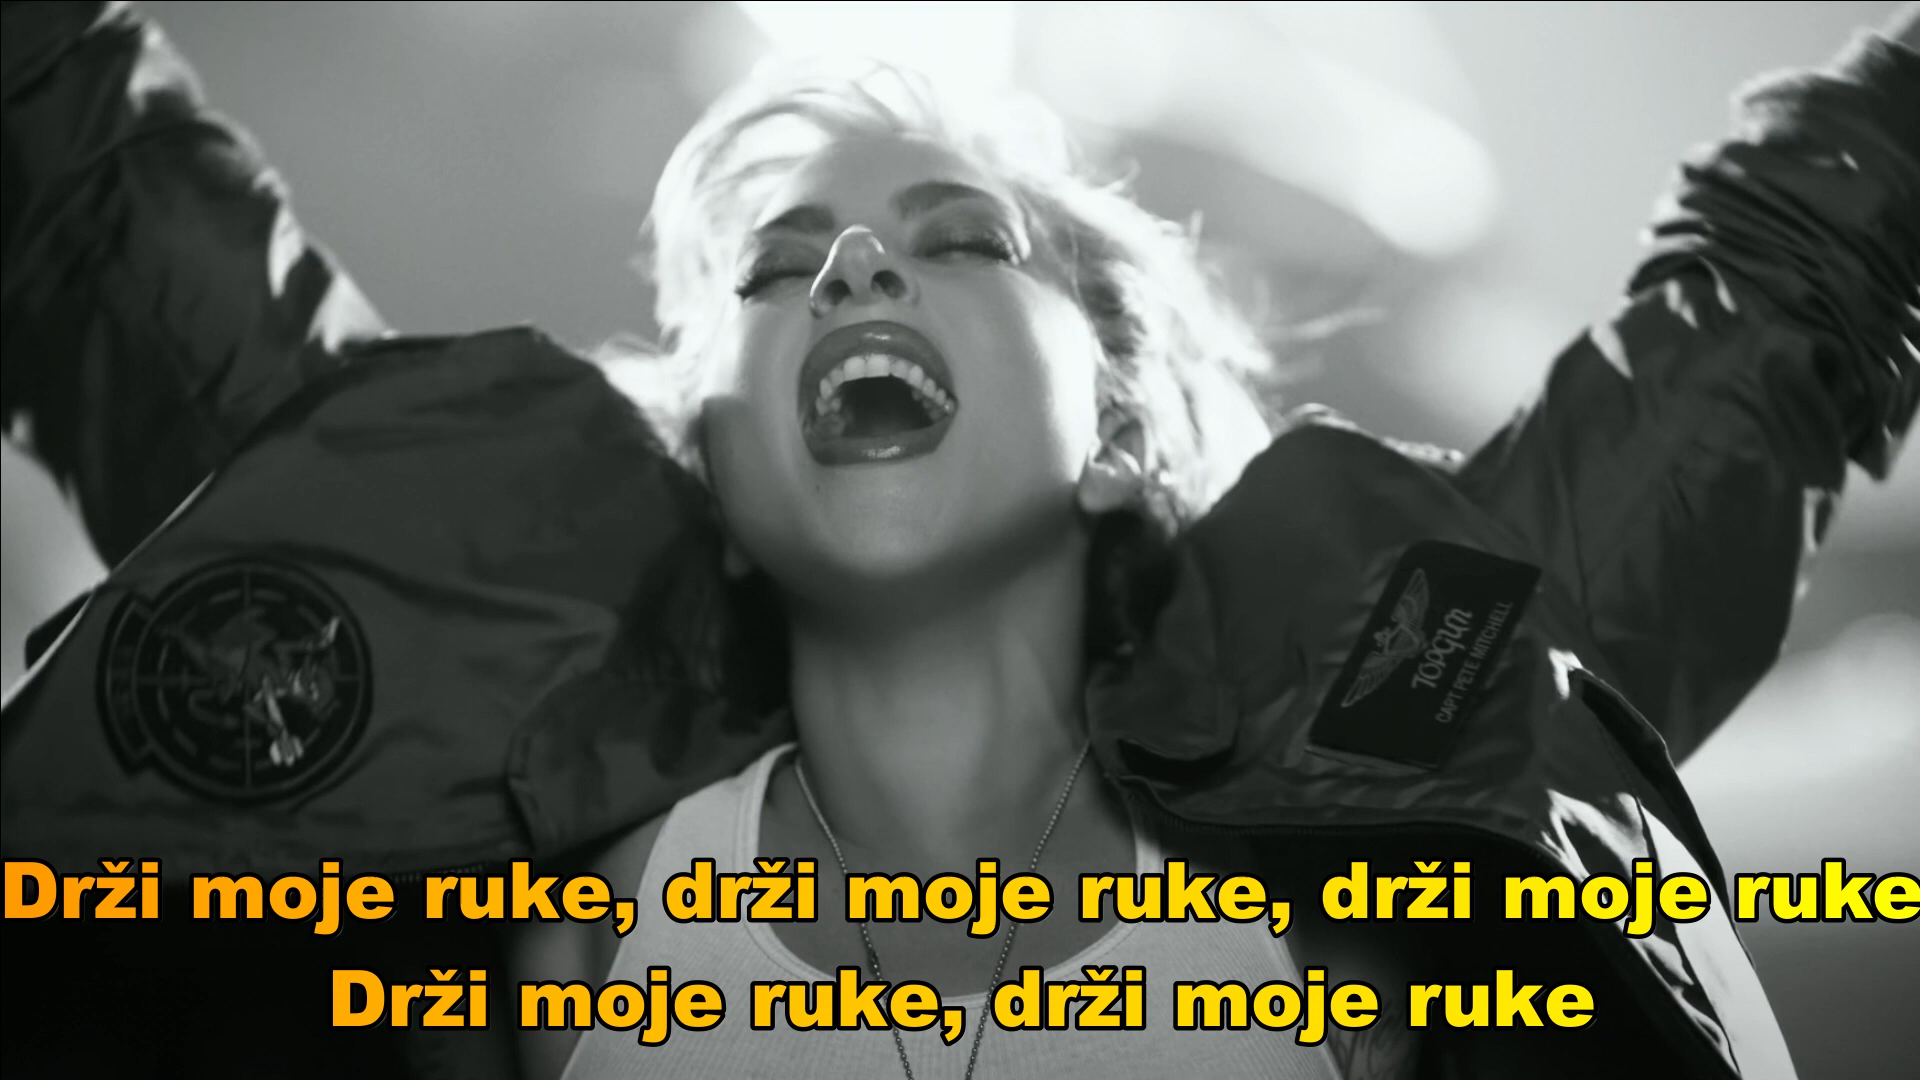 TOPGUN
CAPT PETE MITCHELL
Drži moje ruke, drži moje ruke, drži moje ruke
Drži moje ruke, drži moje ruke